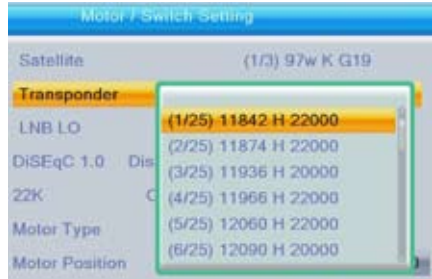 Motor / Switch Setting
Satellite (1/3) 97w K G19
Transponder
(1/25) 11842 H 22000
LNB LO
(2/25) 11874 H 22000
DiSEqC 1.0 Dis
(3/25) 11936 H 20000
22K
(4/25) 11966 H 22000
Motor Type
(5/25) 12060 H 22000
Motor Position
(6/25) 12090 H 20000